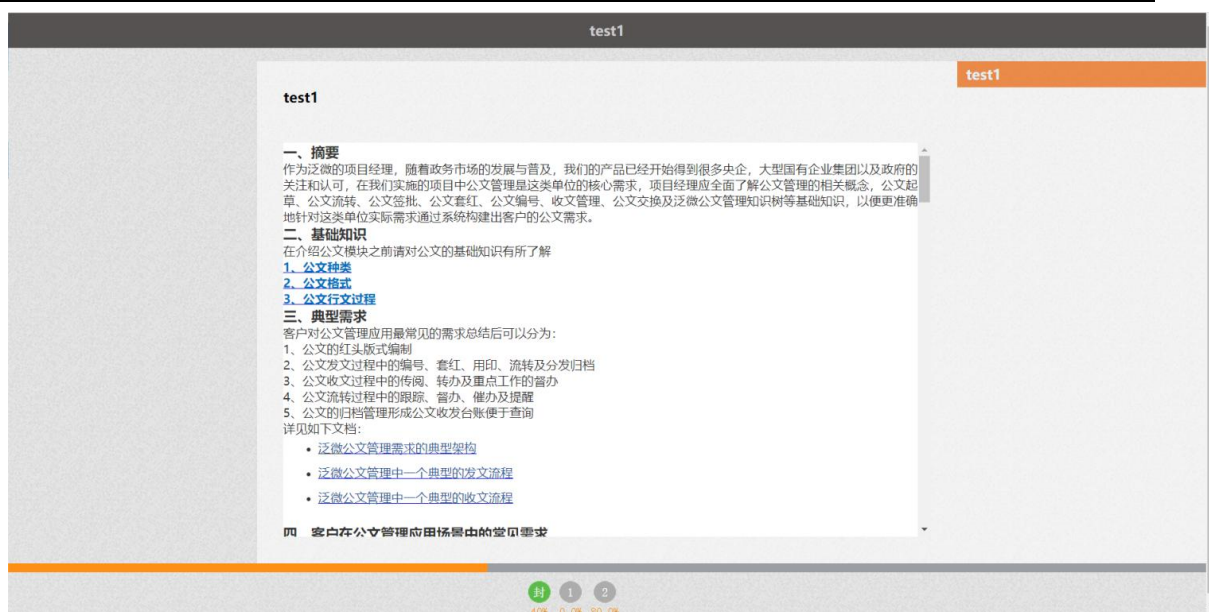 test1
test1
test1
一、摘要
作为泛微的项目经理，随着政务市场的发展与普及，我们的产品已经开始得到很多央企，大型国有企业集团以及政府的
关注和认可，在我们实施的项目中公文管理是这类单位的核心需求，项目经理应全面了解公文管理的相关概念，公文起
草、公文流转、公文签批、公文套红、公文编号、收文管理、公文交换及泛微公文管理知识树等基础知识，以便更准确
地针对这类单位实际需求通过系统构建出客户的公文需求。
二、基础知识
在介绍公文模块之前请对公文的基础知识有所了解
1、公文种类
2、公文格式
3、公文行文过程
三、典型需求
客户对公文管理应用最常见的需求总结后可以分为：
1、公文的红头版式编制
2、公文发文过程中的编号、套红、用印、流转及分发归档
3、公文收文过程中的传阅、转办及重点工作的督办
4、公文流转过程中的跟踪、督办、催办及提醒
5、公文的归档管理形成公文收发台账便于查询
详见如下文档：
• 泛微公文管理需求的典型架构
• 泛微公文管理中一个典型的发文流程
• 泛微公文管理中一个典型的收文流程
四、客户在公文管理应用场景中的常见需求
封 1 2